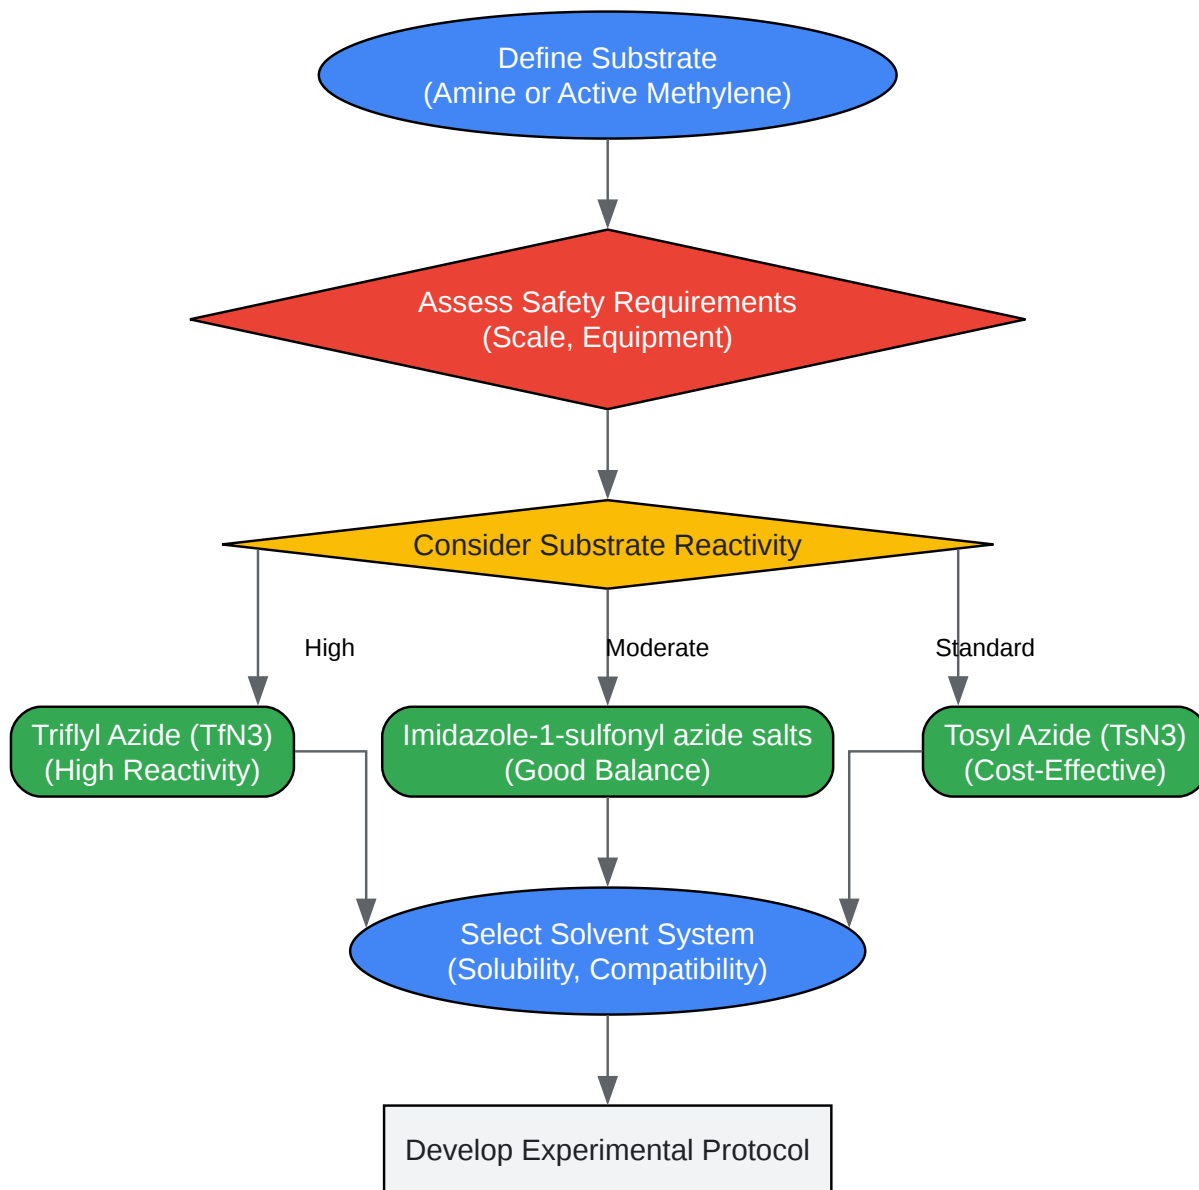 Define Substrate
(Amine or Active Methylene)
Assess Safety Requirements
(Scale, Equipment)
Consider Substrate Reactivity
High
Moderate
Standard
Triflyl Azide (TfN3)
(High Reactivity)
Imidazole-1-sulfonyl azide salts
(Good Balance)
Tosyl Azide (TsN3)
(Cost-Effective)
Select Solvent System
(Solubility, Compatibility)
Develop Experimental Protocol